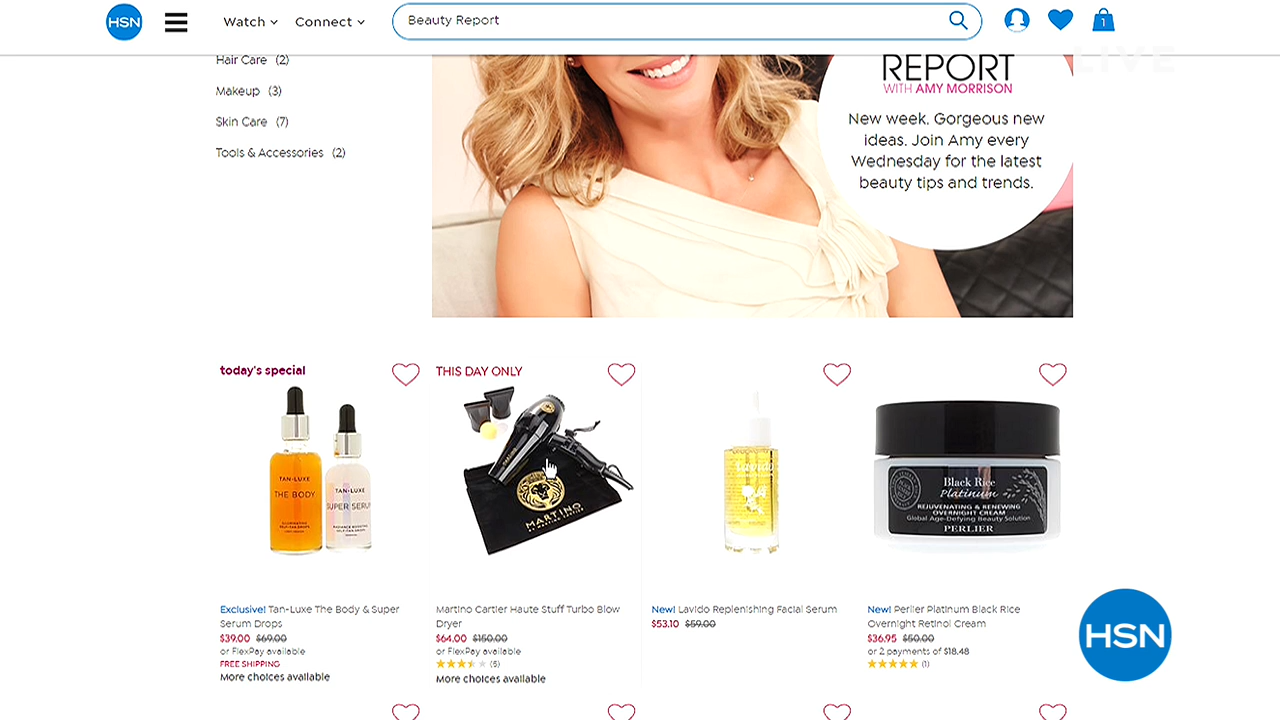 HSN
Watch
Connect
Beauty Report
1
LIVE
Hair Care (2)
Makeup (3)
Skin Care (7)
Tools & Accessories (2)
REPORT
WITH AMY MORRISON
New week. Gorgeous new
ideas. Join Amy every
Wednesday for the latest
beauty tips and trends.
today's special
THIS DAY ONLY
TAN-LUXE
THE BODY
TAN-LUXE
SUPER SERUM
MARTINO
lavido
Black Rice
Platinum
REJUVENATING & RENEWING
OVERNIGHT CREAM
Global Age-Defying Beauty Solution
PERLIER
Exclusive! Tan-Luxe The Body & Super
Serum Drops
$39.00 $69.00
or FlexPay available
FREE SHIPPING
More choices available
Martino Cartier Haute Stuff Turbo Blow
Dryer
$64.00 $150.00
or FlexPay available
(5)
More choices available
New! Lavido Replenishing Facial Serum
$53.10 $59.00
New! Perlier Platinum Black Rice
Overnight Retinol Cream
$36.95 $50.00
or 2 payments of $18.48
(1)
HSN